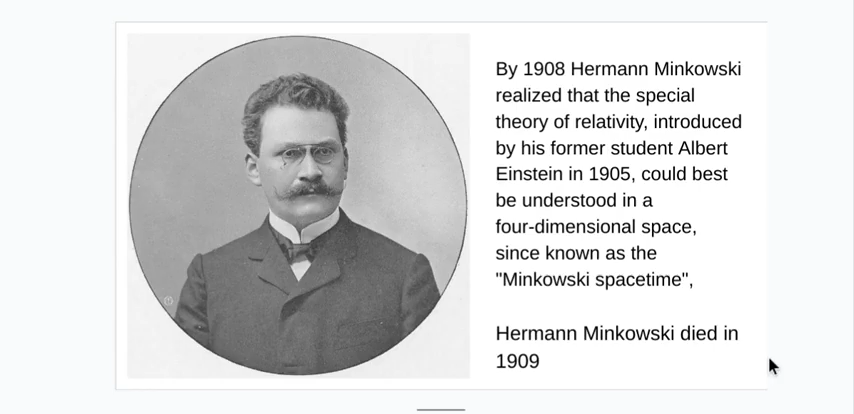 By 1908 Hermann Minkowski
realized that the special
theory of relativity, introduced
by his former student Albert
Einstein in 1905, could best
be understood in a
four-dimensional space,
since known as the
"Minkowski spacetime",
Hermann Minkowski died in
1909